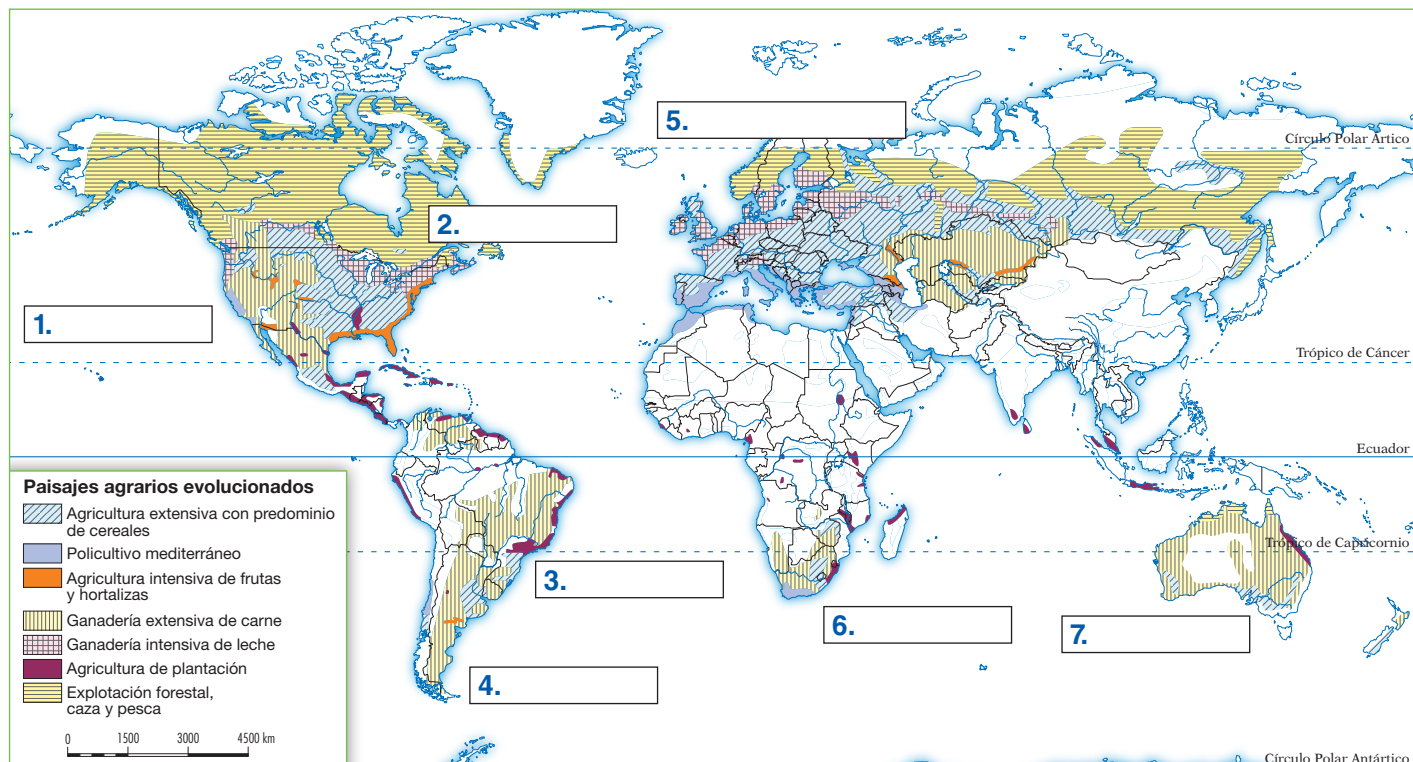 5.
Círculo Polar Ártico
2.
1.
Trópico de Cáncer
Ecuador
Paisajes agrarios evolucionados
Agricultura extensiva con predominio
de cereales
Policultivo mediterráneo
Agricultura intensiva de frutas
y hortalizas
Ganadería extensiva de carne
Ganadería intensiva de leche
Agricultura de plantación
Explotación forestal,
caza y pesca
0 1500 3000 4500 km
Trópico de Capricornio
3.
6.
7.
4.
Círculo Polar Antártico